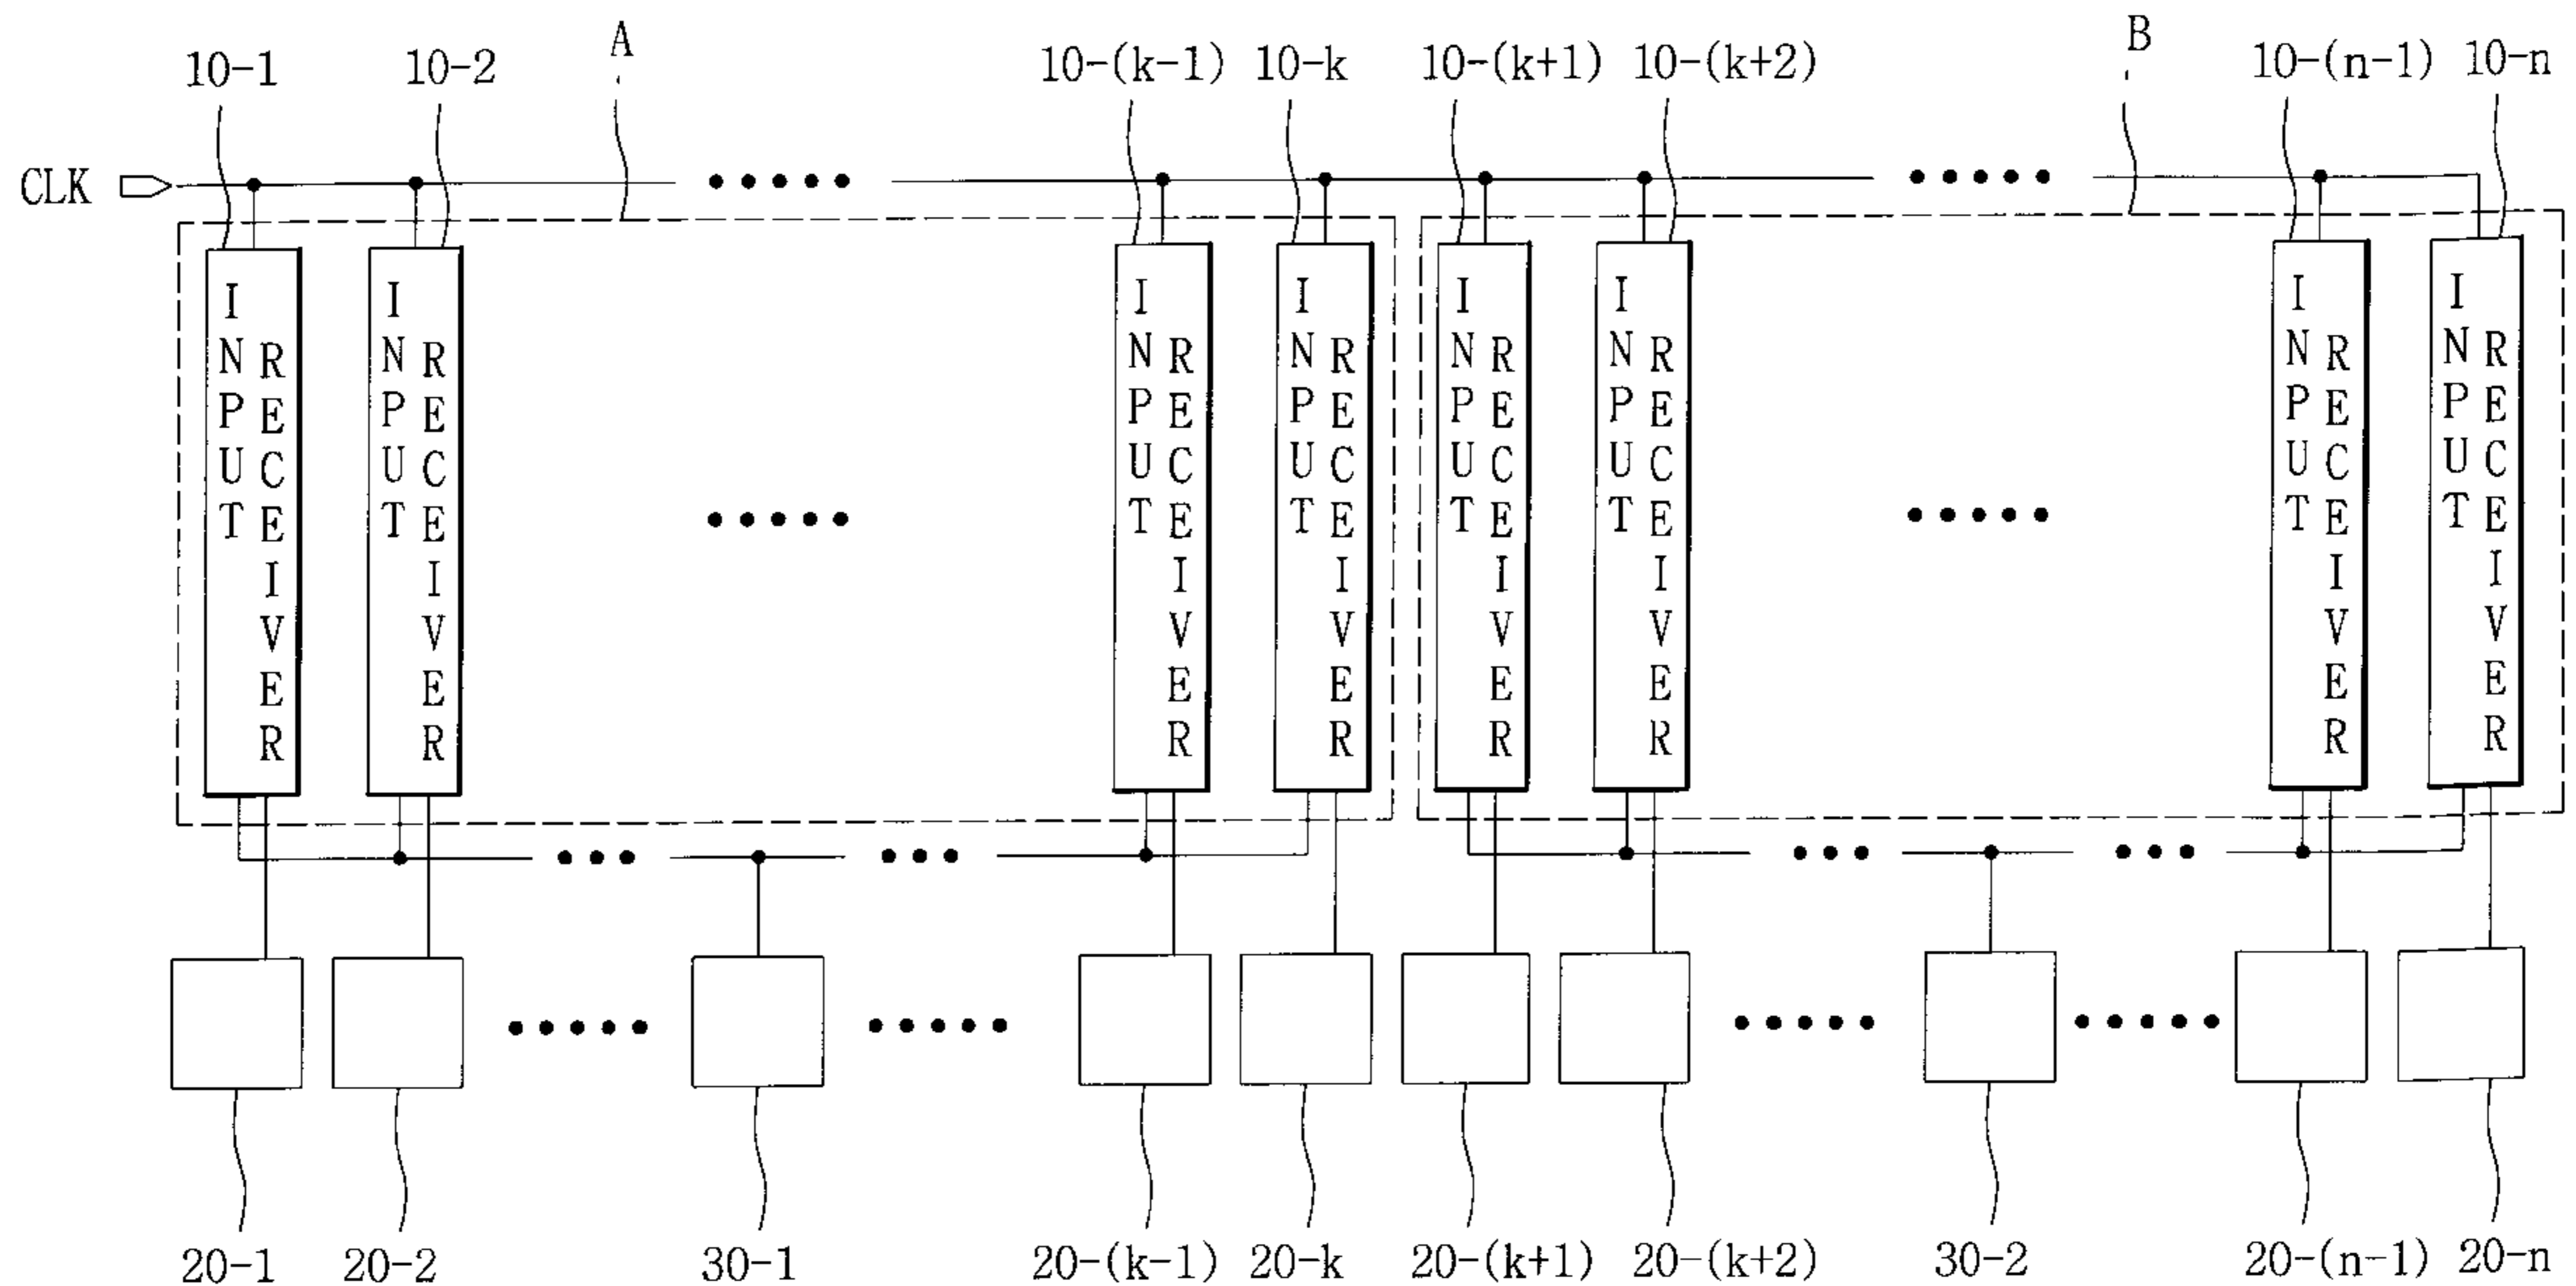 A
B
10-1 10-2 10-(k-1) 10-k 10-(k+1) 10-(k+2) 10-(n-1) 10-n
CLK
INPUT RECEIVER
INPUT RECEIVER
INPUT RECEIVER
INPUT RECEIVER
INPUT RECEIVER
INPUT RECEIVER
INPUT RECEIVER
INPUT RECEIVER
20-1 20-2 30-1 20-(k-1) 20-k 20-(k+1) 20-(k+2) 30-2 20-(n-1) 20-n